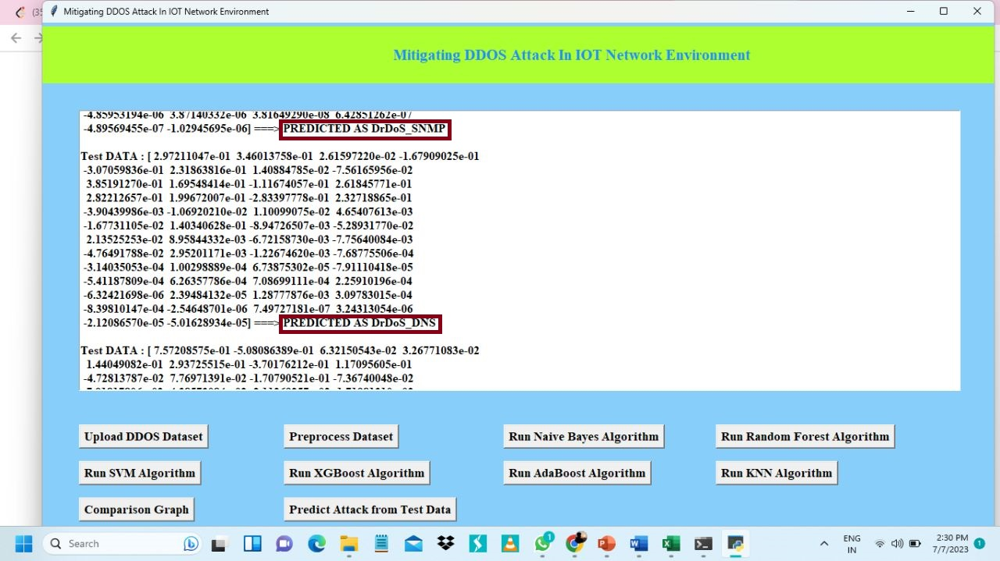 (35
Mitigating DDOS Attack In IOT Network Environment
Mitigating DDOS Attack In IOT Network Environment
-4.85953194e-06 3.87140332e-06 3.81649290e-08 6.42851262e-07
-4.89569455e-07 -1.02945695e-06] ===> PREDICTED AS DrDoS_SNMP
Test DATA : [ 2.97211047e-01 3.46013758e-01 2.61597220e-02 -1.67909025e-01
-3.07059836e-01 2.31863816e-01 1.40884785e-02 -7.56165956e-02
3.85191270e-01 1.69548414e-01 -1.11674057e-01 2.61845771e-01
2.82212657e-01 1.99672007e-01 -2.83397778e-01 2.32718865e-01
-3.90439986e-03 -1.06920210e-02 1.10099075e-02 4.65407613e-03
-1.67731105e-02 1.40340628e-01 -8.94726507e-03 -5.28931770e-02
2.13525253e-02 8.95844332e-03 -6.72158730e-03 -7.75640084e-03
-4.76491788e-02 2.95201171e-03 -1.22674620e-03 -7.68775506e-04
-3.14035053e-04 1.00298889e-04 6.73875302e-05 -7.91110418e-05
-5.41187809e-04 6.26357786e-04 7.08699111e-04 2.25910196e-04
-6.32421698e-06 2.39484132e-05 1.28777876e-03 3.09783015e-04
-8.39810147e-04 -2.54648701e-06 7.49727181e-07 3.24313054e-06
-2.12086570e-05 -5.01628934e-05] ===> PREDICTED AS DrDoS_DNS
Test DATA : [ 7.57208575e-01 -5.08086389e-01 6.32150543e-02 3.26771083e-02
1.44049082e-01 2.93725515e-01 -3.70176212e-01 1.17095605e-01
-4.72813787e-02 7.76971391e-02 -1.70790521e-01 -7.36740048e-02
Upload DDOS Dataset Preprocess Dataset Run Naive Bayes Algorithm Run Random Forest Algorithm
Run SVM Algorithm Run XGBoost Algorithm Run AdaBoost Algorithm Run KNN Algorithm
Comparison Graph Predict Attack from Test Data
Search
1
ENG
IN
2:30 PM
7/7/2023
1